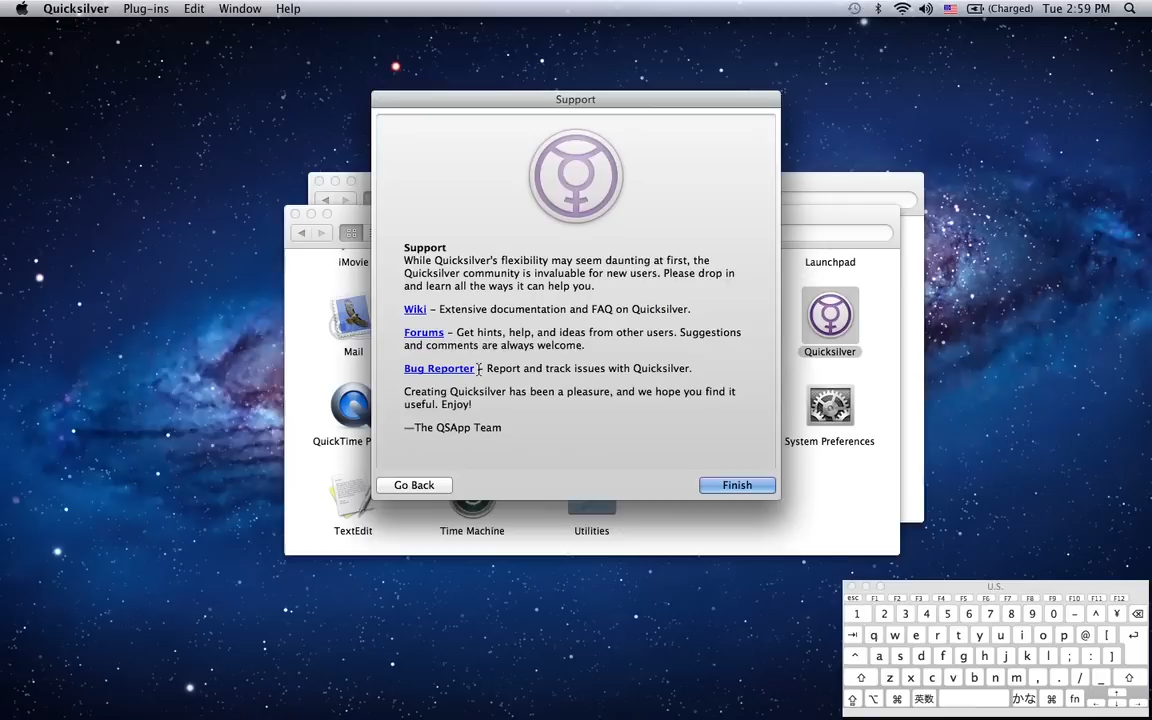 Quicksilver Plug-ins Edit Window Help (Charged) Tue 2:59 PM
Support
Support
While Quicksilver's flexibility may seem daunting at first, the
Quicksilver community is invaluable for new users. Please drop in
and learn all the ways it can help you.
Wiki – Extensive documentation and FAQ on Quicksilver.
Forums – Get hints, help, and ideas from other users. Suggestions
and comments are always welcome.
Bug Reporter – Report and track issues with Quicksilver.
Creating Quicksilver has been a pleasure, and we hope you find it
useful. Enjoy!
—The QSApp Team
Go Back Finish
iMovie Launchpad
Mail Quicksilver
QuickTime P System Preferences
TextEdit Time Machine Utilities
U.S.
esc F1 F2 F3 F4 F5 F6 F7 F8 F9 F10 F11 F12
1 2 3 4 5 6 7 8 9 0 - ^ ¥
q w e r t y u i o p @ [
^ a s d f g h j k l ; : ]
z x c v b n m , . / _
英数 かな fn